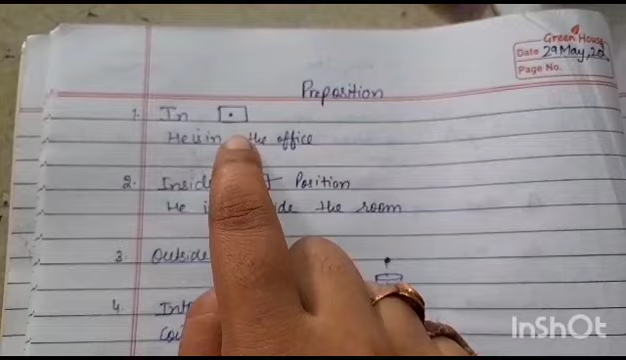 Green House
Date 29 May, 20
Page No.
Preposition
1. In
He is in the office
2. Position
He the room
3. Outside
4.
InShOt